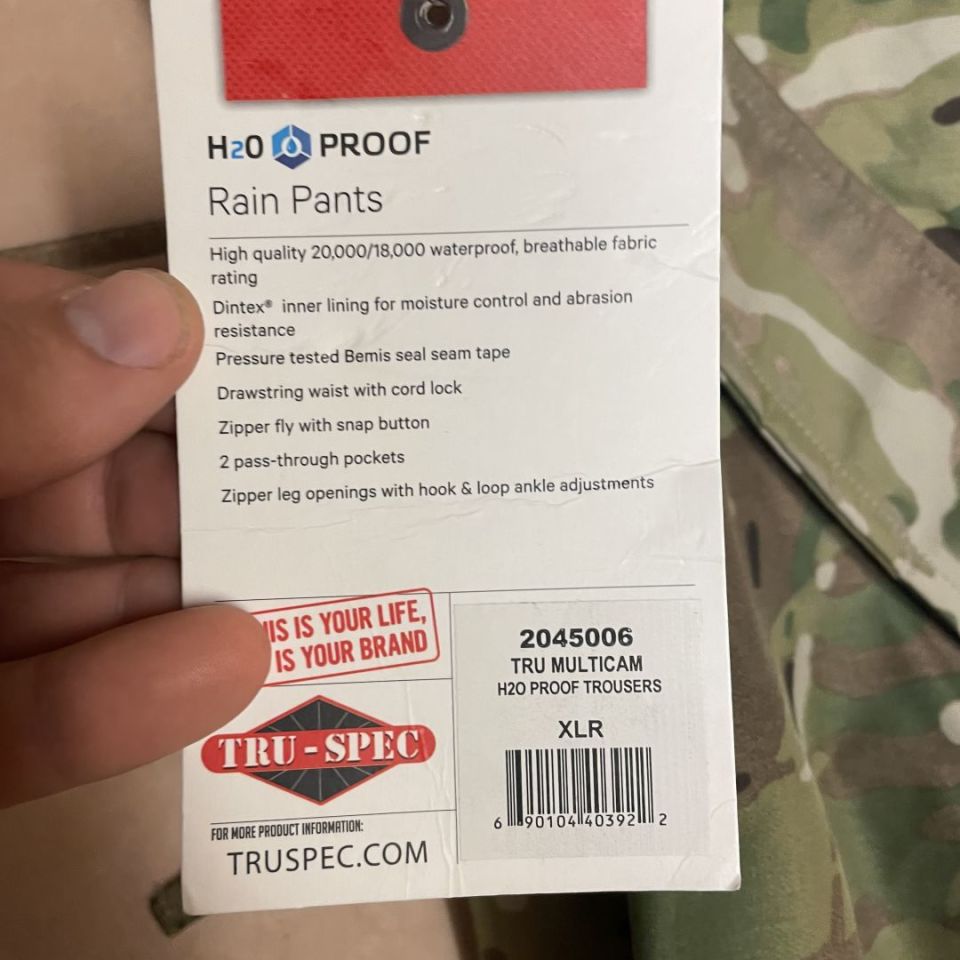 H2O PROOF
Rain Pants
High quality 20,000/18,000 waterproof, breathable fabric
rating
Dintex® inner lining for moisture control and abrasion
resistance
Pressure tested Bemis seal seam tape
Drawstring waist with cord lock
Zipper fly with snap button
2 pass-through pockets
Zipper leg openings with hook & loop ankle adjustments
IS IS YOUR LIFE,
IS YOUR BRAND
TRU-SPEC
FOR MORE PRODUCT INFORMATION:
TRUSPEC.COM
2045006
TRU MULTICAM
H2O PROOF TROUSERS
XLR
6 90104 40392 2